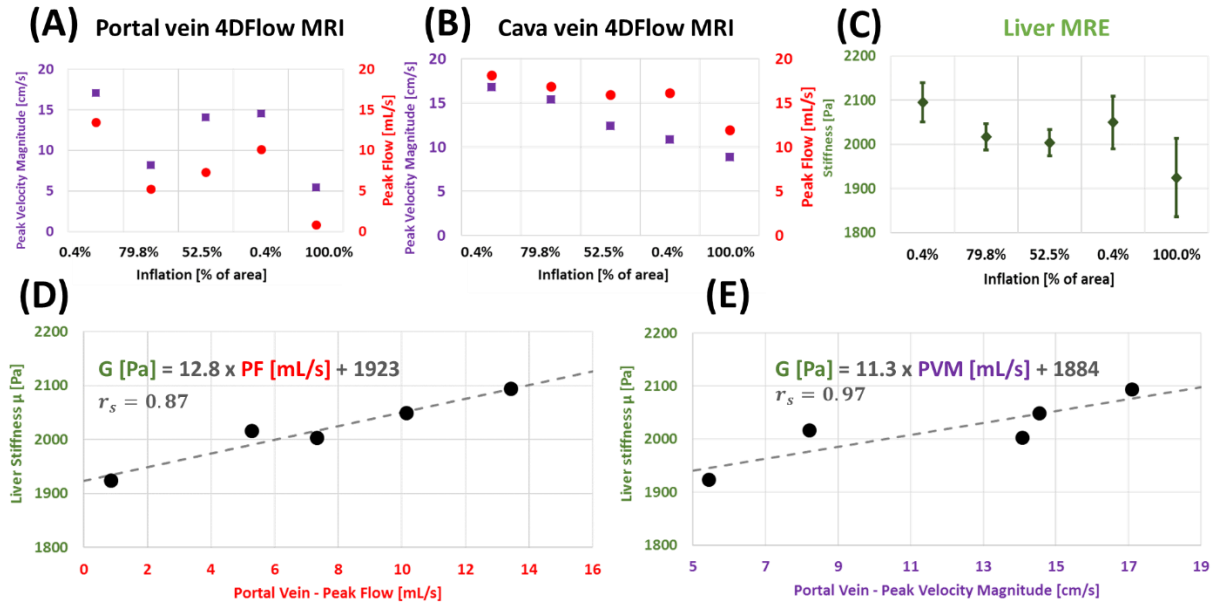 (A) Portal vein 4DFlow MRI
Peak Velocity Magnitude [cm/s]
20
15
10
5
0
20
15
10
5
0
Peak Flow [mL/s]
0.4% 79.8% 52.5% 0.4% 100.0%
Inflation [% of area]
(B) Cava vein 4DFlow MRI
Peak Velocity Magnitude [cm/s]
20
15
10
5
0
20
15
10
5
0
Peak Flow [mL/s]
0.4% 79.8% 52.5% 0.4% 100.0%
Inflation [% of area]
(C) Liver MRE
Stiffness [Pa]
2200
2100
2000
1900
1800
0.4% 79.8% 52.5% 0.4% 100.0%
Inflation [% of area]
(D)
Liver Stiffness μ [Pa]
2200
2100
2000
1900
1800
G [Pa] = 12.8 x PF [mL/s] + 1923
r_s = 0.87
0 2 4 6 8 10 12 14 16
Portal Vein - Peak Flow [mL/s]
(E)
Liver stiffness μ [Pa]
2200
2100
2000
1900
1800
G [Pa] = 11.3 x PVM [mL/s] + 1884
r_s = 0.97
5 7 9 11 13 15 17 19
Portal Vein - Peak Velocity Magnitude [cm/s]